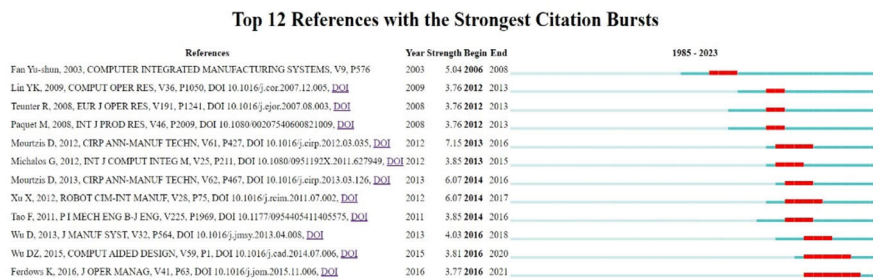 Top 12 References with the Strongest Citation Bursts
References Year Strength Begin End 1985 - 2023
Fan Yu-shun, 2003, COMPUTER INTEGRATED MANUFACTURING SYSTEMS, V9, P576 2003 5.04 2006 2008
Lin YK, 2009, COMPUT OPER RES, V36, P1050, DOI 10.1016/j.cor.2007.12.005, DOI 2009 3.76 2012 2013
Teunter R, 2008, EUR J OPER RES, V191, P1241, DOI 10.1016/j.ejor.2007.08.003, DOI 2008 3.76 2012 2013
Paquet M, 2008, INT J PROD RES, V46, P2009, DOI 10.1080/00207540600821009, DOI 2008 3.76 2012 2013
Mourtzis D, 2012, CIRP ANN-MANUF TECHN, V61, P427, DOI 10.1016/j.cirp.2012.03.035, DOI 2012 7.15 2013 2016
Michalos G, 2012, INT J COMPUT INTEG M, V25, P211, DOI 10.1080/0951192X.2011.627949, DOI 2012 3.85 2013 2015
Mourtzis D, 2013, CIRP ANN-MANUF TECHN, V62, P467, DOI 10.1016/j.cirp.2013.03.126, DOI 2013 6.07 2014 2016
Xu X, 2012, ROBOT CIM-INT MANUF, V28, P75, DOI 10.1016/j.rcim.2011.07.002, DOI 2012 6.07 2014 2017
Tao F, 2011, P I MECH ENG B-J ENG, V225, P1969, DOI 10.1177/0954405411405575, DOI 2011 3.85 2014 2016
Wu D, 2013, J MANUF SYST, V32, P564, DOI 10.1016/j.jmsy.2013.04.008, DOI 2013 4.03 2016 2018
Wu DZ, 2015, COMPUT AIDED DESIGN, V59, P1, DOI 10.1016/j.cad.2014.07.006, DOI 2015 3.81 2016 2020
Ferdows K, 2016, J OPER MANAG, V41, P63, DOI 10.1016/j.jom.2015.11.006, DOI 2016 3.77 2016 2021